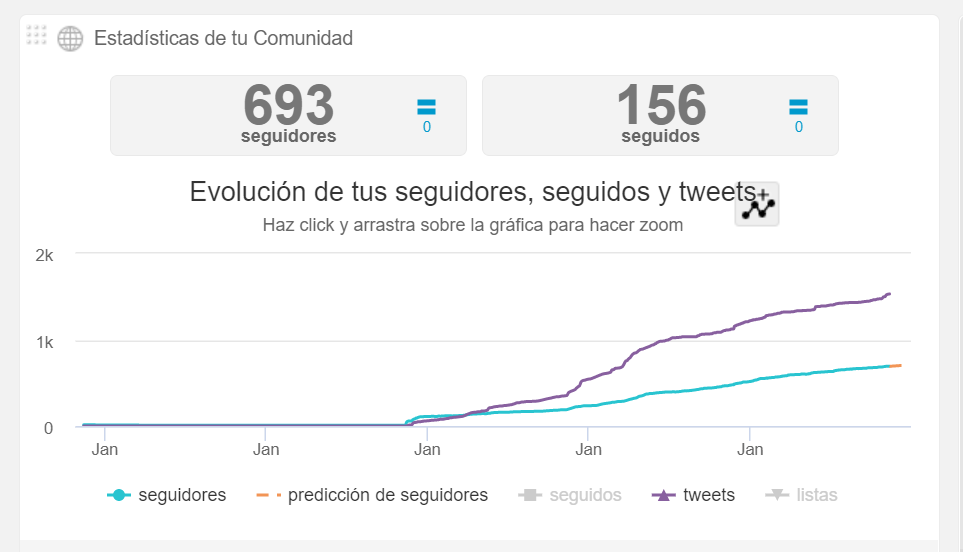 Estadísticas de tu Comunidad
693
seguidores
0
156
seguidos
0
Evolución de tus seguidores, seguidos y tweets
Haz click y arrastra sobre la gráfica para hacer zoom
2k
1k
0
Jan Jan Jan Jan Jan
seguidores predicción de seguidores seguidos tweets listas